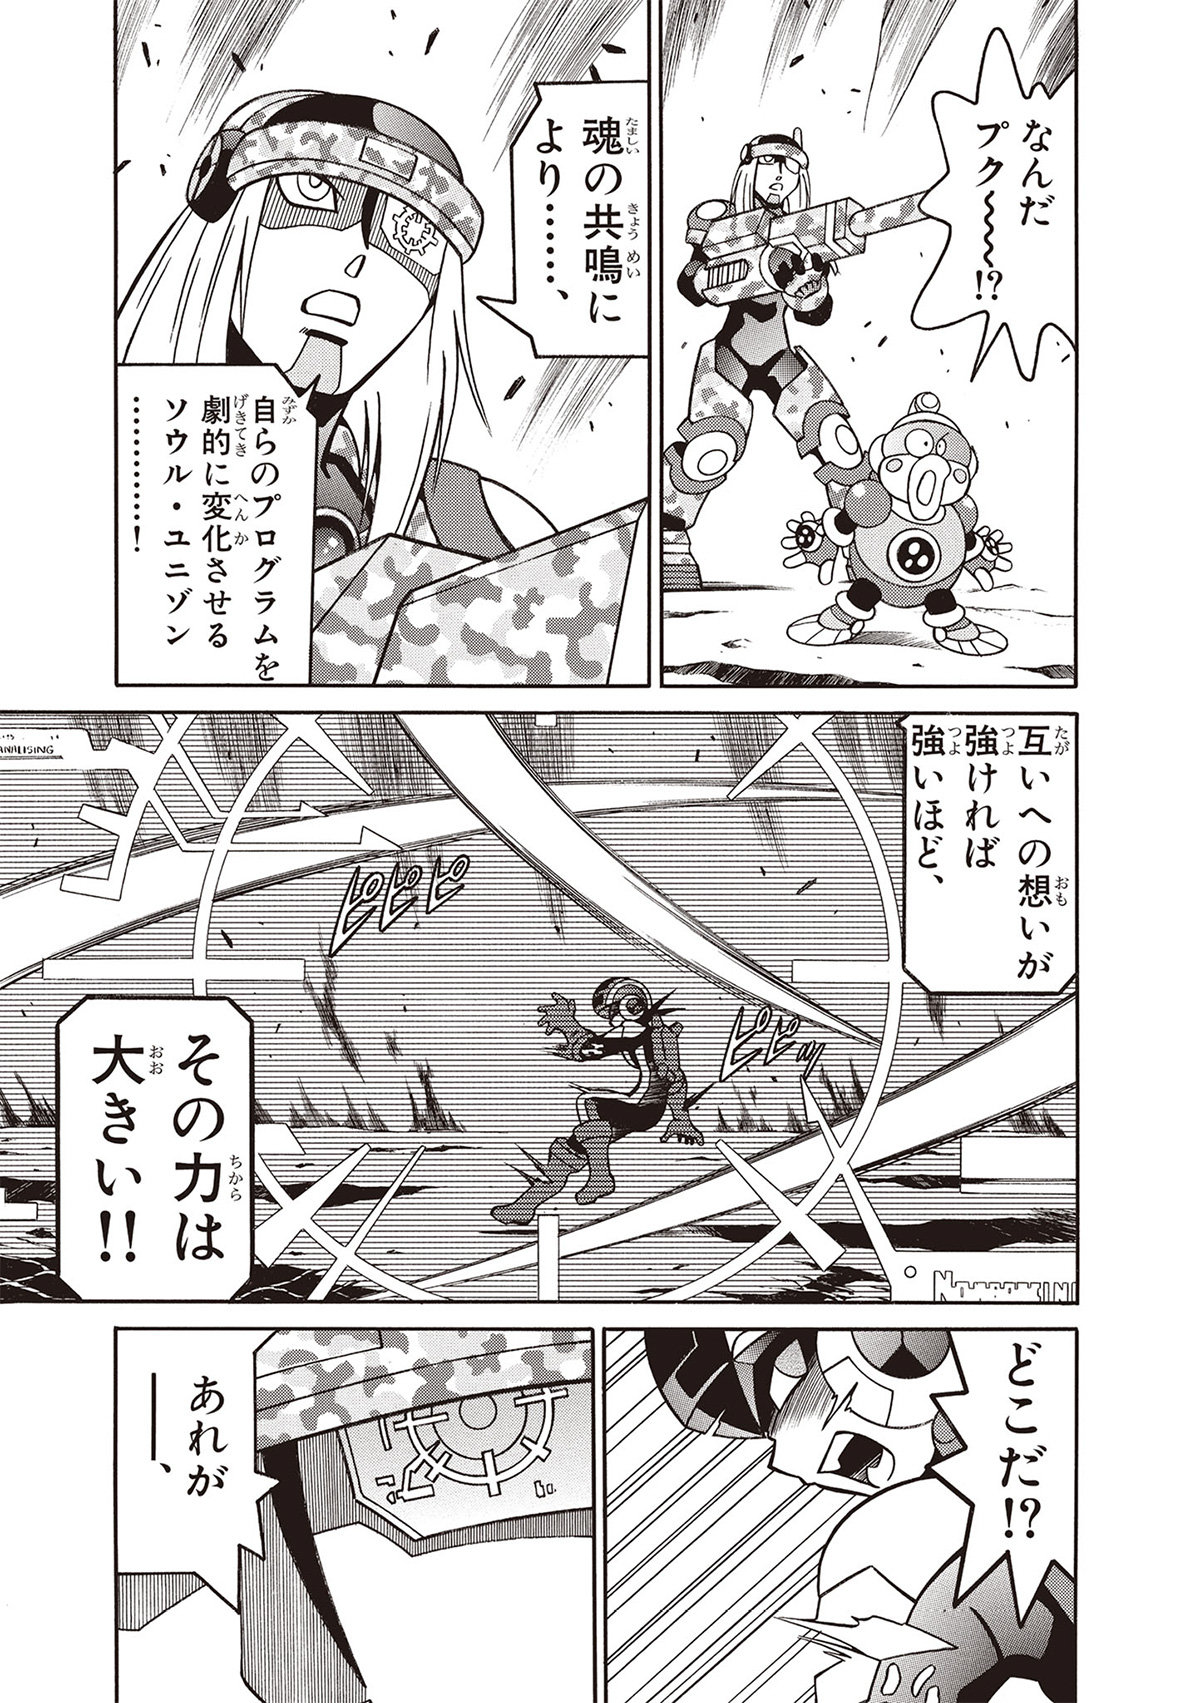 なんだ
プク～～～!?
魂の共鳴に
より……、
自らのプログラムを
劇的に変化させる
ソウル・ユニゾン
…………！
互いへの想いが
強ければ
強いほど、
ANALISING
ピピピ
ピピッ
その力は
大きい!!
どこだ!?
あれが
──、